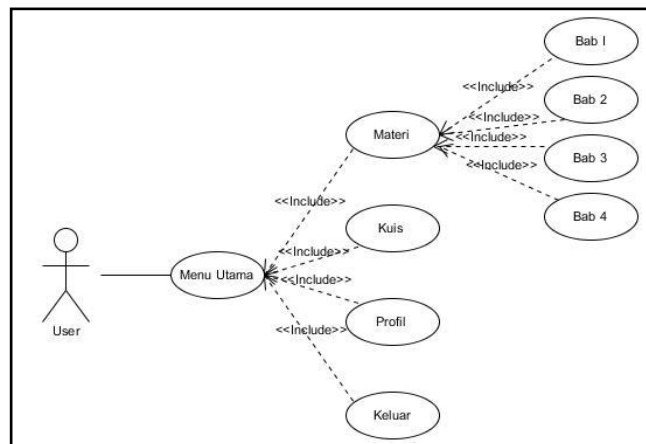 Bab I
<<Include>>
Bab 2
<<Include>>
Materi
<<Include>>
Bab 3
<<Include>>
Bab 4
<<Include>>
Kuis
<<Include>>
Menu Utama
<<Include>>
Profil
<<Include>>
User
Keluar